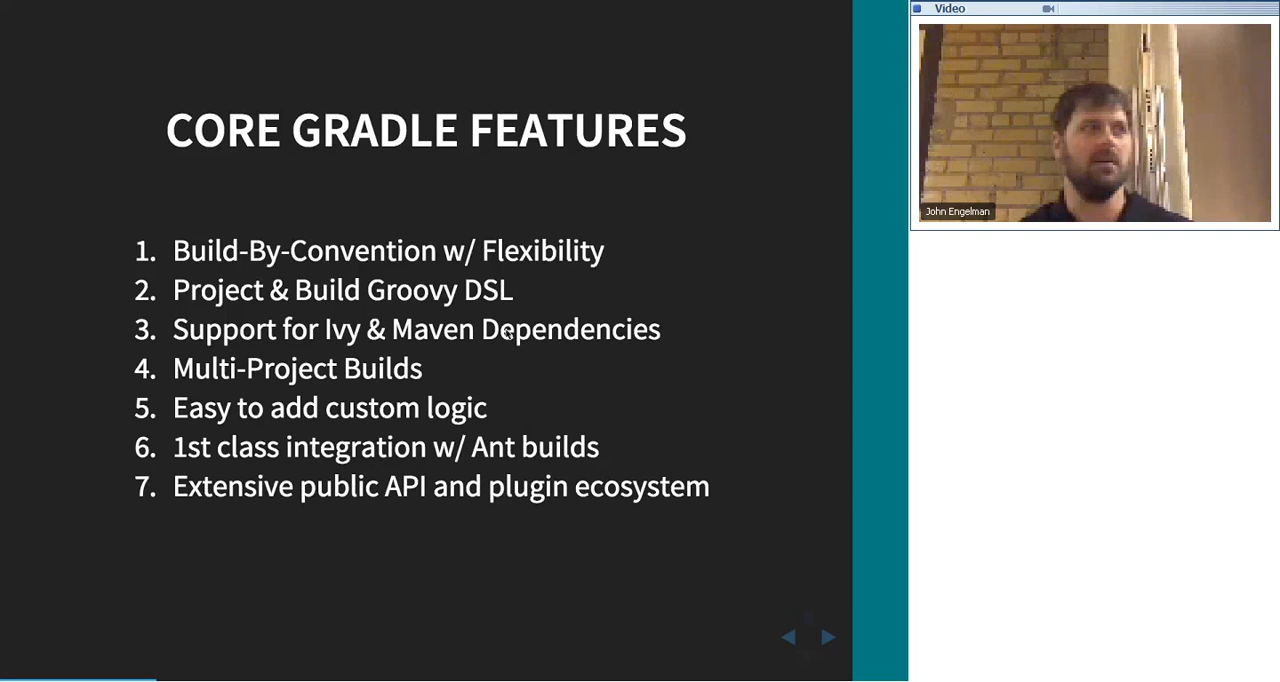 Video
CORE GRADLE FEATURES
1. Build-By-Convention w/ Flexibility
2. Project & Build Groovy DSL
3. Support for Ivy & Maven Dependencies
4. Multi-Project Builds
5. Easy to add custom logic
6. 1st class integration w/ Ant builds
7. Extensive public API and plugin ecosystem
John Engelman